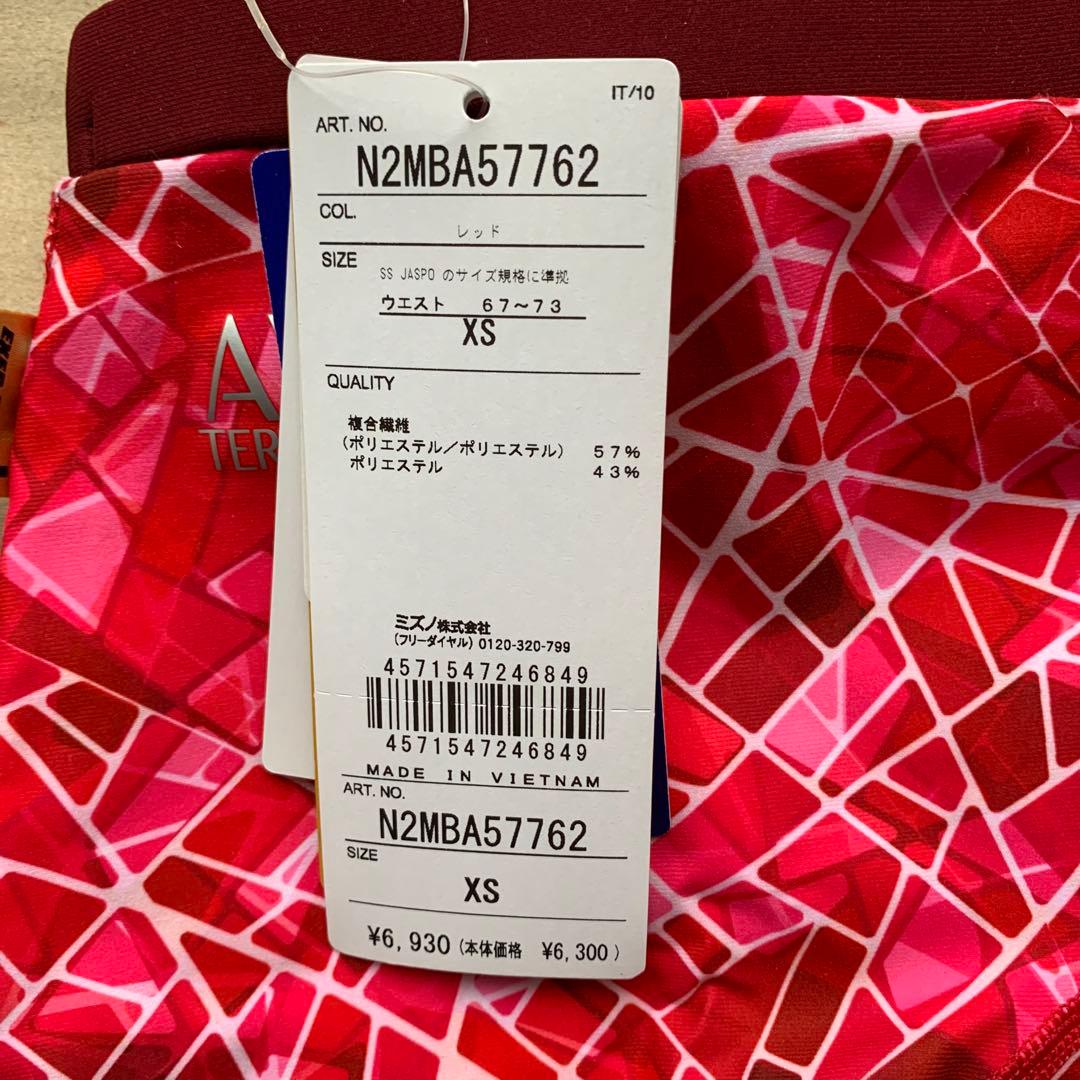 IT/10
ART. NO.
N2MBA57762
COL.
レッド
SIZE
SS JASPO のサイズ規格に準拠
ウエスト 67〜73
XS
QUALITY
複合繊維
(ポリエステル/ポリエステル) 57%
ポリエステル 43%
ミズノ株式会社
(フリーダイヤル) 0120-320-799
4571547246849
4571547246849
MADE IN VIETNAM
ART. NO.
N2MBA57762
SIZE
XS
¥6,930 (本体価格 ¥6,300)
A
TER